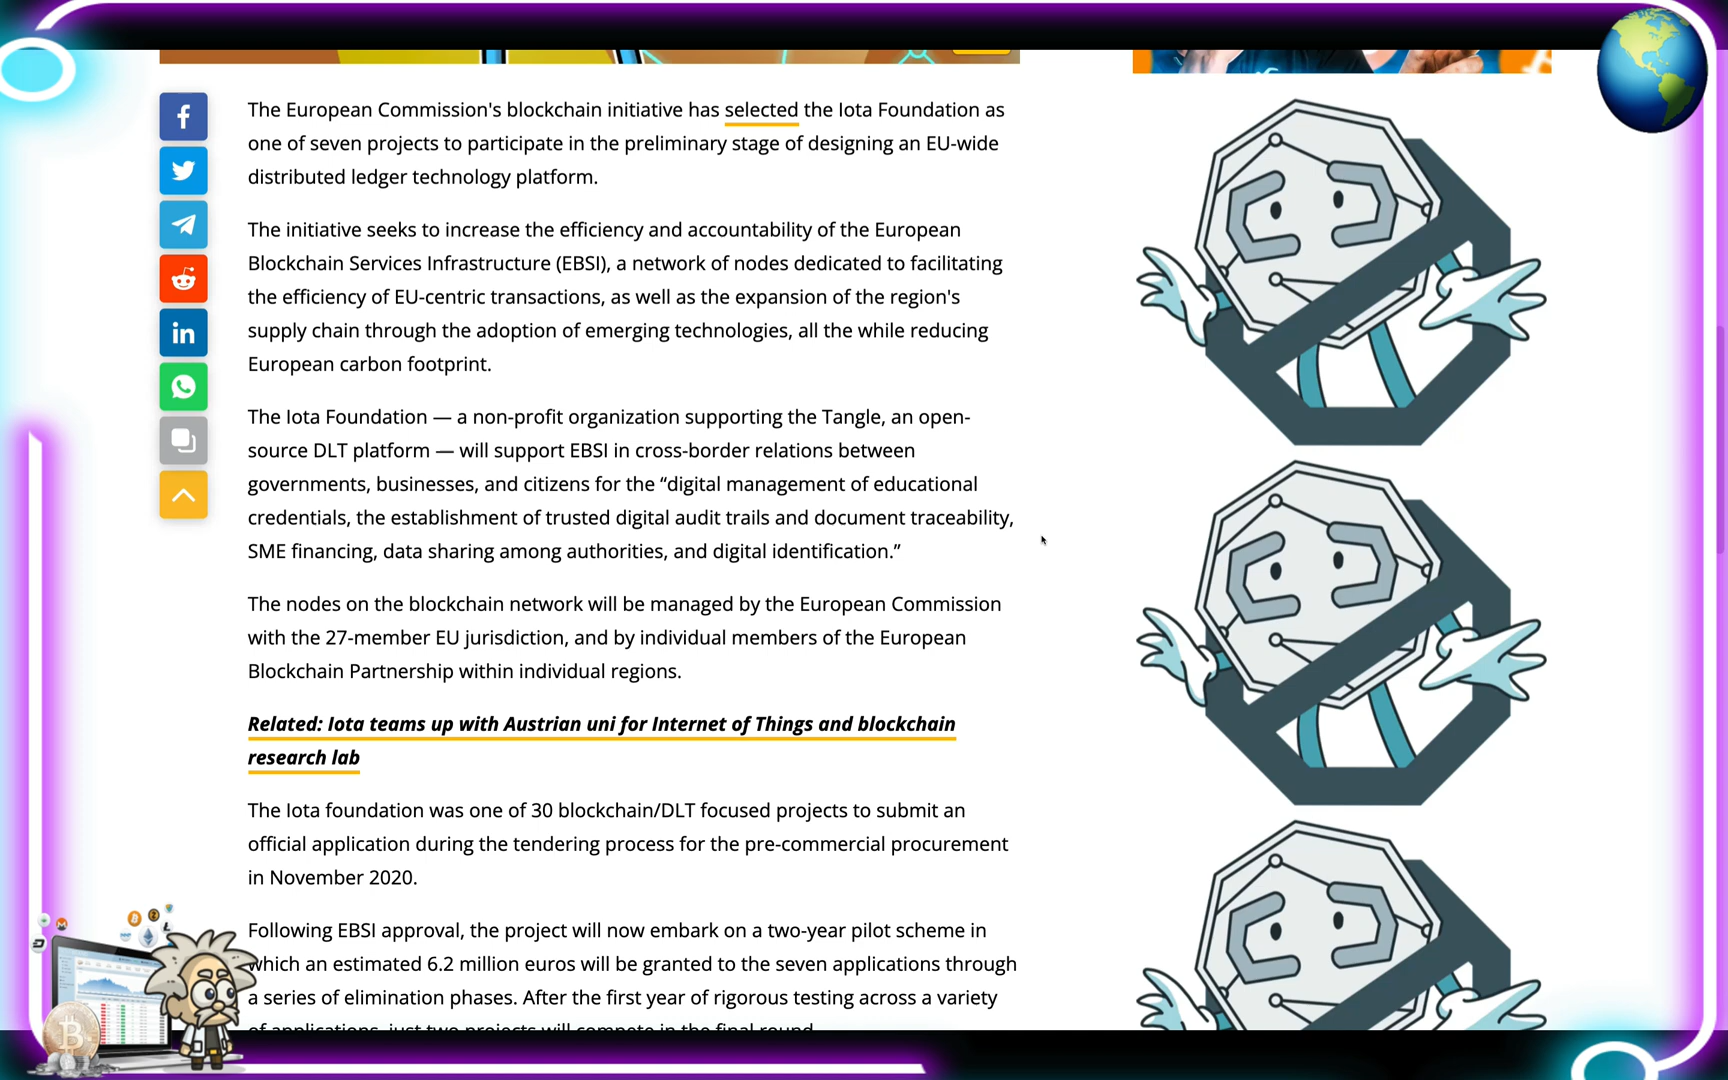 The European Commission's blockchain initiative has selected the Iota Foundation as
one of seven projects to participate in the preliminary stage of designing an EU-wide
distributed ledger technology platform.
The initiative seeks to increase the efficiency and accountability of the European
Blockchain Services Infrastructure (EBSI), a network of nodes dedicated to facilitating
the efficiency of EU-centric transactions, as well as the expansion of the region's
supply chain through the adoption of emerging technologies, all the while reducing
European carbon footprint.
The Iota Foundation — a non-profit organization supporting the Tangle, an open-
source DLT platform — will support EBSI in cross-border relations between
governments, businesses, and citizens for the “digital management of educational
credentials, the establishment of trusted digital audit trails and document traceability,
SME financing, data sharing among authorities, and digital identification.”
The nodes on the blockchain network will be managed by the European Commission
with the 27-member EU jurisdiction, and by individual members of the European
Blockchain Partnership within individual regions.
Related: Iota teams up with Austrian uni for Internet of Things and blockchain
research lab
The Iota foundation was one of 30 blockchain/DLT focused projects to submit an
official application during the tendering process for the pre-commercial procurement
in November 2020.
Following EBSI approval, the project will now embark on a two-year pilot scheme in
which an estimated 6.2 million euros will be granted to the seven applications through
a series of elimination phases. After the first year of rigorous testing across a variety
of applications, just two projects will compete in the final round.